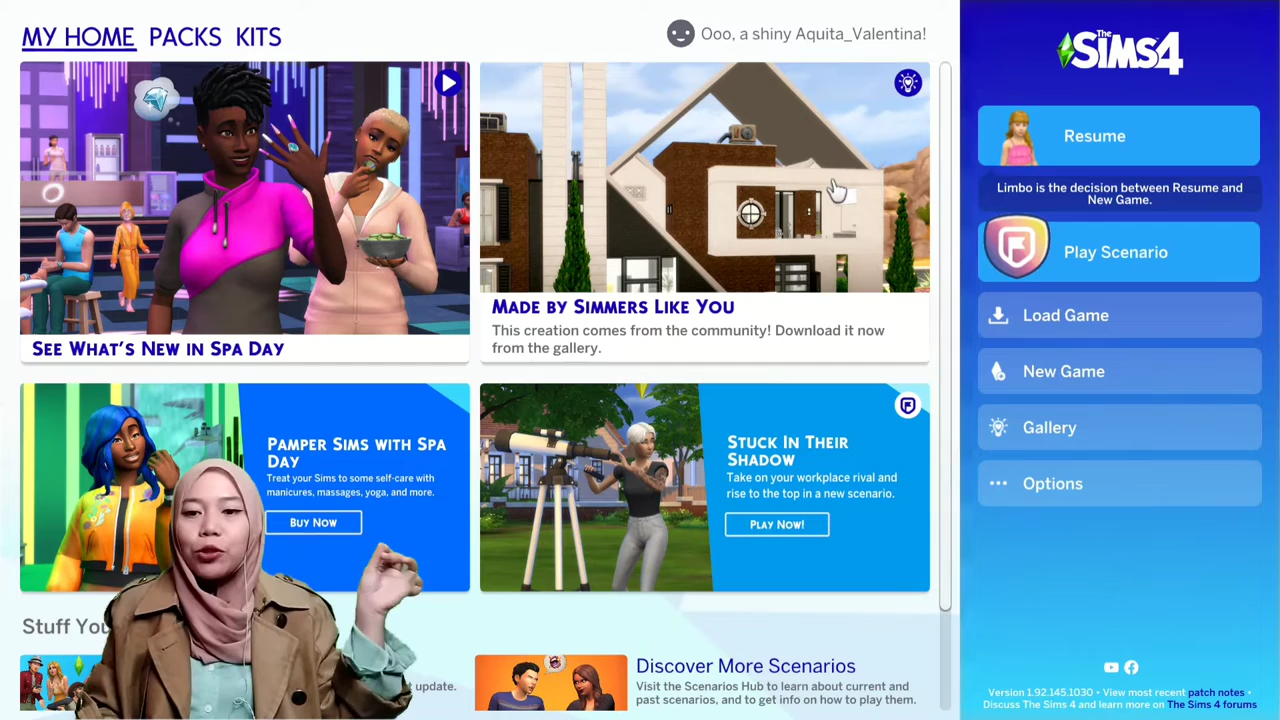 MY HOME PACKS KITS
Ooo, a shiny Aquita_Valentina!
SEE WHAT'S NEW IN SPA DAY
MADE BY SIMMERS LIKE YOU
This creation comes from the community! Download it now
from the gallery.
PAMPER SIMS WITH SPA
DAY
Treat your Sims to some self-care with
manicures, massages, yoga, and more.
BUY NOW
STUCK IN THEIR
SHADOW
Take on your workplace rival and
rise to the top in a new scenario.
PLAY NOW!
Stuff You
t update.
Discover More Scenarios
Visit the Scenarios Hub to learn about current and
past scenarios, and to get info on how to play them.
The SiMS 4
Resume
Limbo is the decision between Resume and
New Game.
Play Scenario
Load Game
New Game
Gallery
Options
Version 1.92.145.1030 • View most recent patch notes •
Discuss The Sims 4 and learn more on The Sims 4 forums